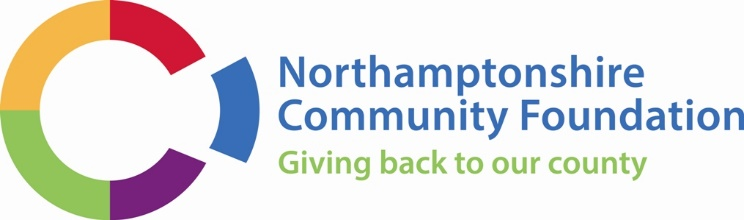 Northamptonshire
Community Foundation
Giving back to our county